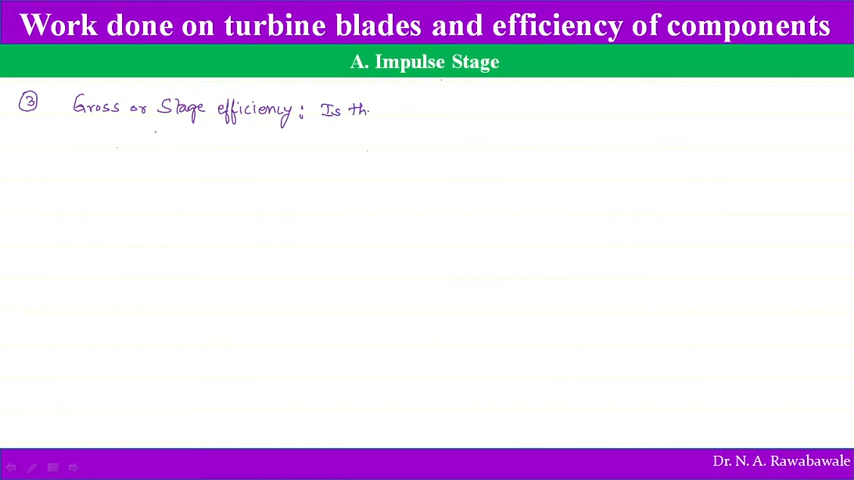 Work done on turbine blades and efficiency of components
A. Impulse Stage
③ Gross or Stage efficiency: Is th
Dr. N. A. Rawabawale